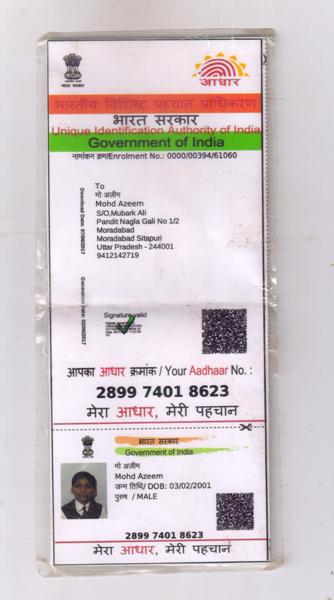 भारत सरकार
आधार
भारतीय विशिष्ट पहचान प्राधिकरण
भारत सरकार
Unique Identification Authority of India
Government of India
नामांकन क्रम/Enrolment No.: 0000/00394/61060
To
मो अज़ीम
Mohd Azeem
S/O,Mubark Ali
Pandit Nagla Gali No 1/2
Moradabad
Moradabad Sitapuri
Uttar Pradesh - 244001
9412142719
Signature valid
आपका आधार क्रमांक / Your Aadhaar No. :
2899 7401 8623
मेरा आधार, मेरी पहचान
भारत सरकार
Government of India
मो अज़ीम
Mohd Azeem
जन्म तिथि/ DOB: 03/02/2001
पुरुष / MALE
2899 7401 8623
मेरा आधार, मेरी पहचान